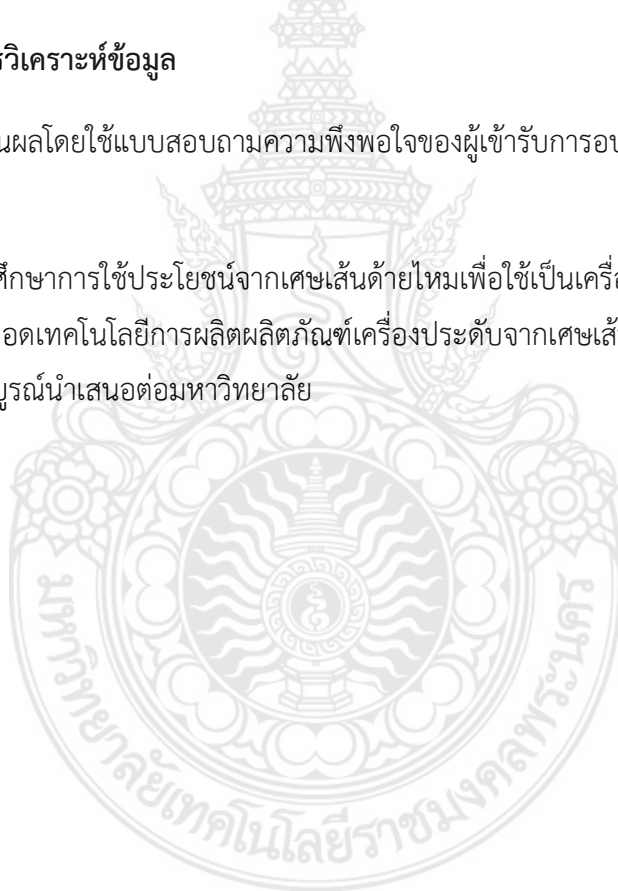 รวิเคราะห์ข้อมูล
นผลโดยใช้แบบสอบถามความพึงพอใจของผู้เข้ารับการอบ
ศึกษาการใช้ประโยชน์จากเศษเส้นด้ายไหมเพื่อใช้เป็นเครื่อ
อดเทคโนโลยีการผลิตผลิตภัณฑ์เครื่องประดับจากเศษเส้
บูรณ์นำเสนอต่อมหาวิทยาลัย
มหาวิทยาลัยเทคโนโลยีราชมงคลพระนคร